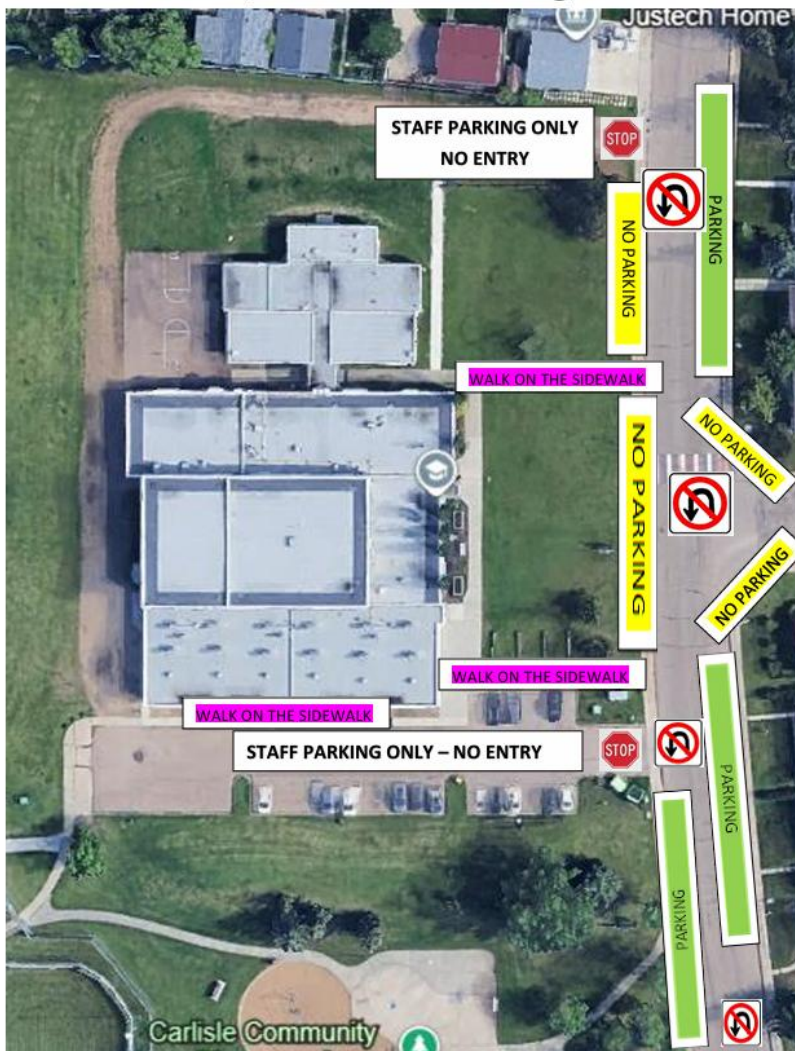 Justech Home
STAFF PARKING ONLY
NO ENTRY
STOP
PARKING
NO PARKING
WALK ON THE SIDEWALK
NO PARKING
NO PARKING
NO PARKING
WALK ON THE SIDEWALK
WALK ON THE SIDEWALK
STAFF PARKING ONLY – NO ENTRY
STOP
PARKING
PARKING
Carlisle Community